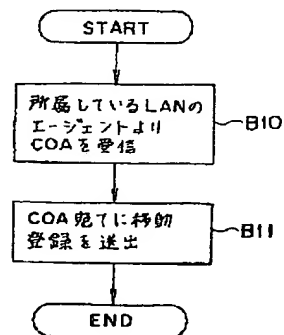 START
所属しているLANの
エージェントより
COAを受信
B10
COA宛てに移動
登録を送出
B11
END